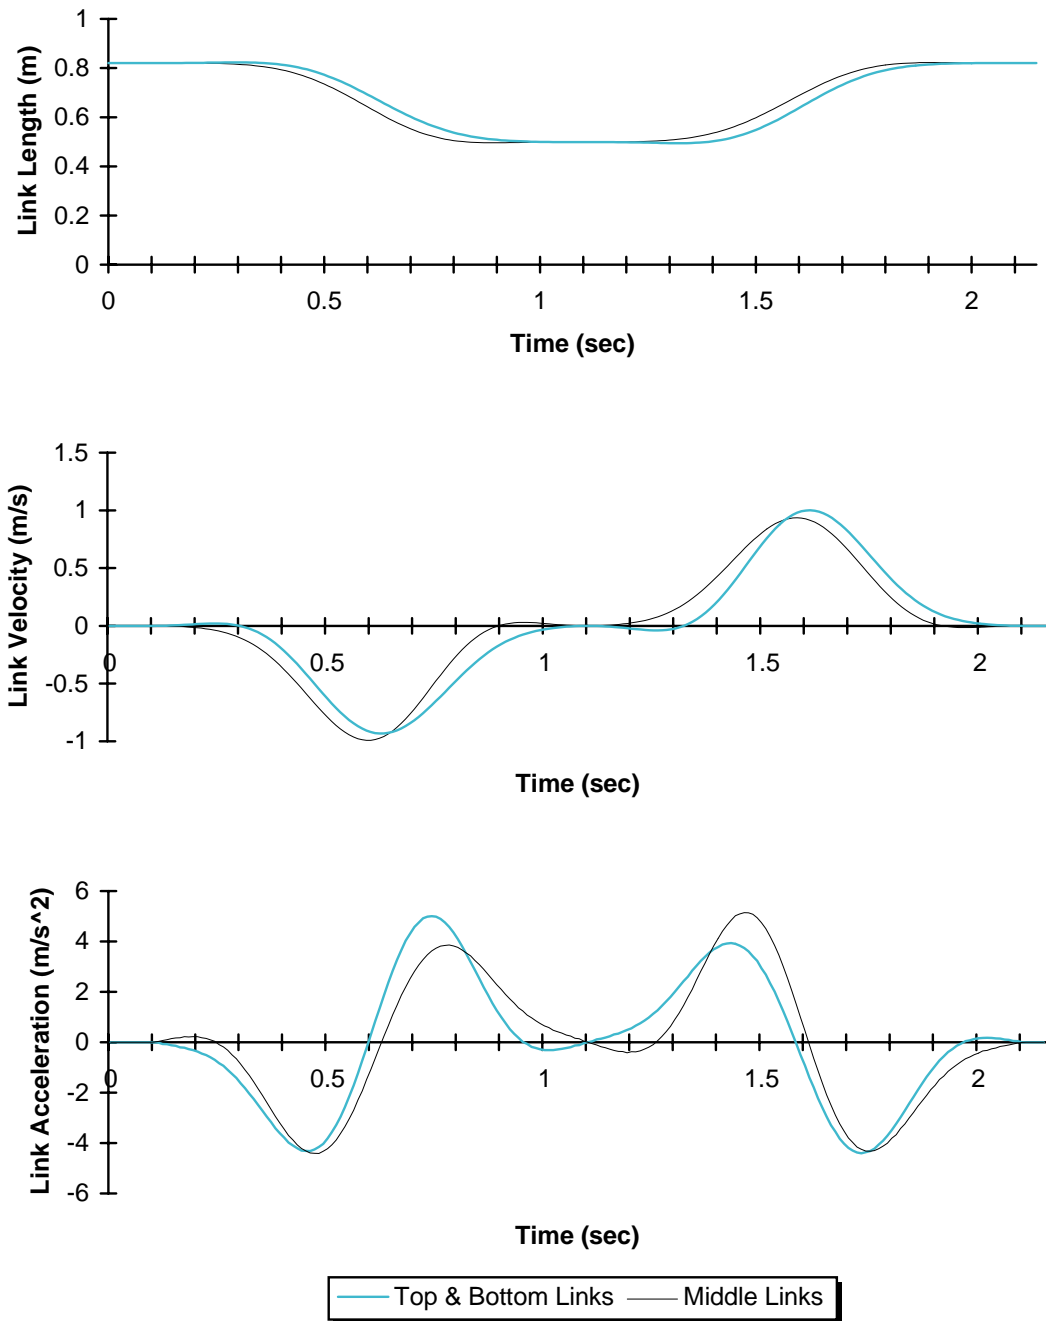 1
0.8
0.6
0.4
0.2
0
Link Length (m)
0 0.5 1 1.5 2
Time (sec)
1.5
1
0.5
0
-0.5
-1
Link Velocity (m/s)
0 0.5 1 1.5 2
Time (sec)
6
4
2
0
-2
-4
-6
Link Acceleration (m/s^2)
0 0.5 1 1.5 2
Time (sec)
Top & Bottom Links Middle Links